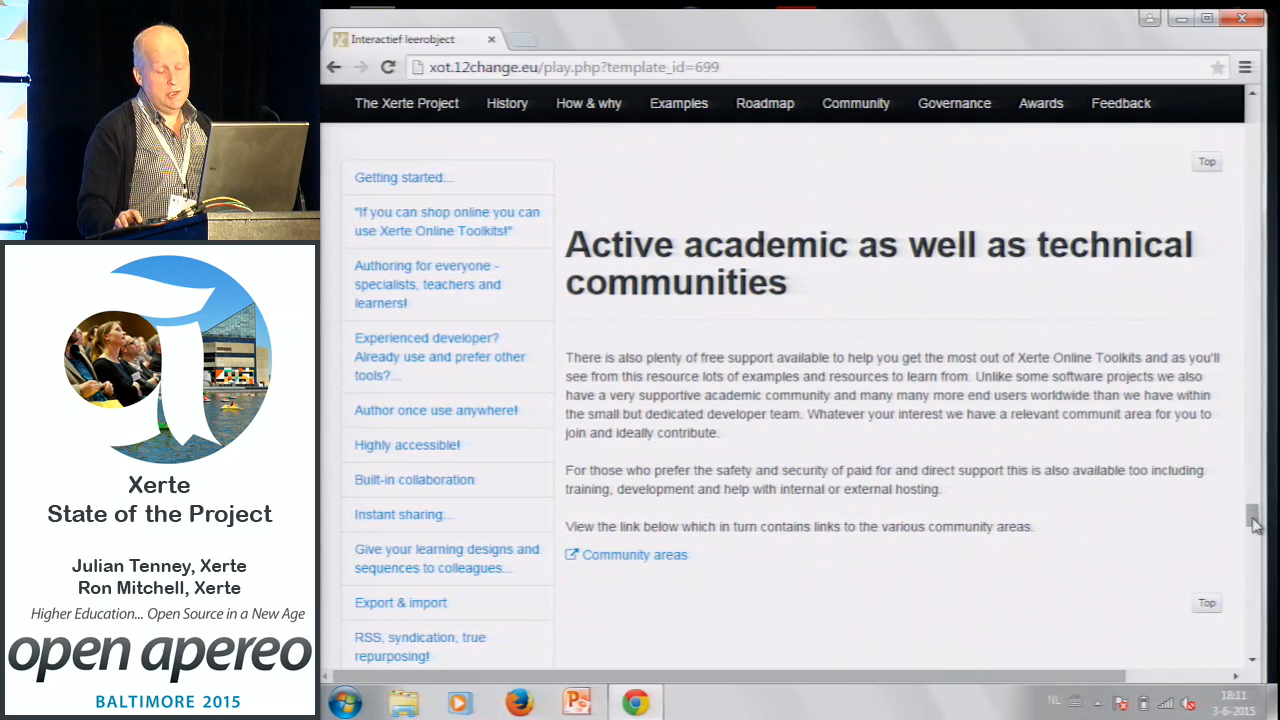 Interactief leerobject
xot.12change.eu/play.php?template_id=699
The Xerte Project History How & why Examples Roadmap Community Governance Awards Feedback
Top
Getting started...
"If you can shop online you can
use Xerte Online Toolkits!"
Authoring for everyone -
specialists, teachers and
learners!
Experienced developer?
Already use and prefer other
tools?...
Author once use anywhere!
Highly accessible!
Built-in collaboration
Instant sharing...
Give your learning designs and
sequences to colleagues...
Export & import
RSS, syndication, true
repurposing!
Active academic as well as technical
communities
There is also plenty of free support available to help you get the most out of Xerte Online Toolkits and as you'll
see from this resource lots of examples and resources to learn from. Unlike some software projects we also
have a very supportive academic community and many many more end users worldwide than we have within
the small but dedicated developer team. Whatever your interest we have a relevant communit area for you to
join and ideally contribute.
For those who prefer the safety and security of paid for and direct support this is also available too including
training, development and help with internal or external hosting.
View the link below which in turn contains links to the various community areas.
Community areas
Top
NL
18:11
3-6-2015
Xerte
State of the Project
Julian Tenney, Xerte
Ron Mitchell, Xerte
Higher Education... Open Source in a New Age
open apereo
BALTIMORE 2015